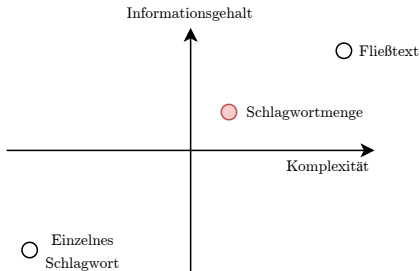 Informationsgehalt
Fließtext
Schlagwortmenge
Komplexität
Einzelnes
Schlagwort